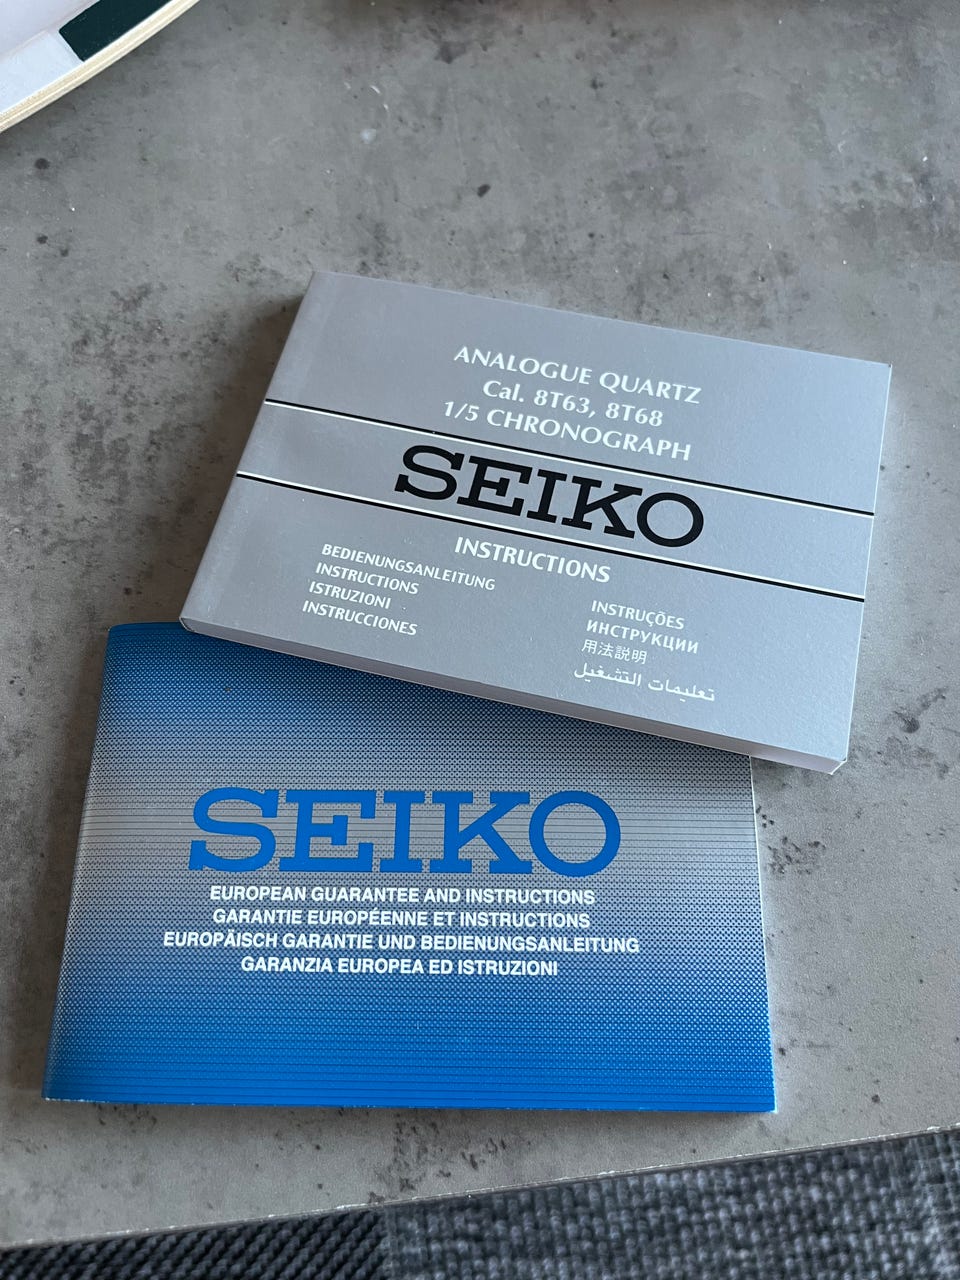 ANALOGUE QUARTZ
Cal. 8T63, 8T68
1/5 CHRONOGRAPH
SEIKO
INSTRUCTIONS
BEDIENUNGSANLEITUNG
INSTRUCTIONS
ISTRUZIONI
INSTRUCCIONES
INSTRUÇÕES
ИНСТРУКЦИИ
用法説明
تعليمات التشغيل
SEIKO
EUROPEAN GUARANTEE AND INSTRUCTIONS
GARANTIE EUROPÉENNE ET INSTRUCTIONS
EUROPÄISCH GARANTIE UND BEDIENUNGSANLEITUNG
GARANZIA EUROPEA ED ISTRUZIONI